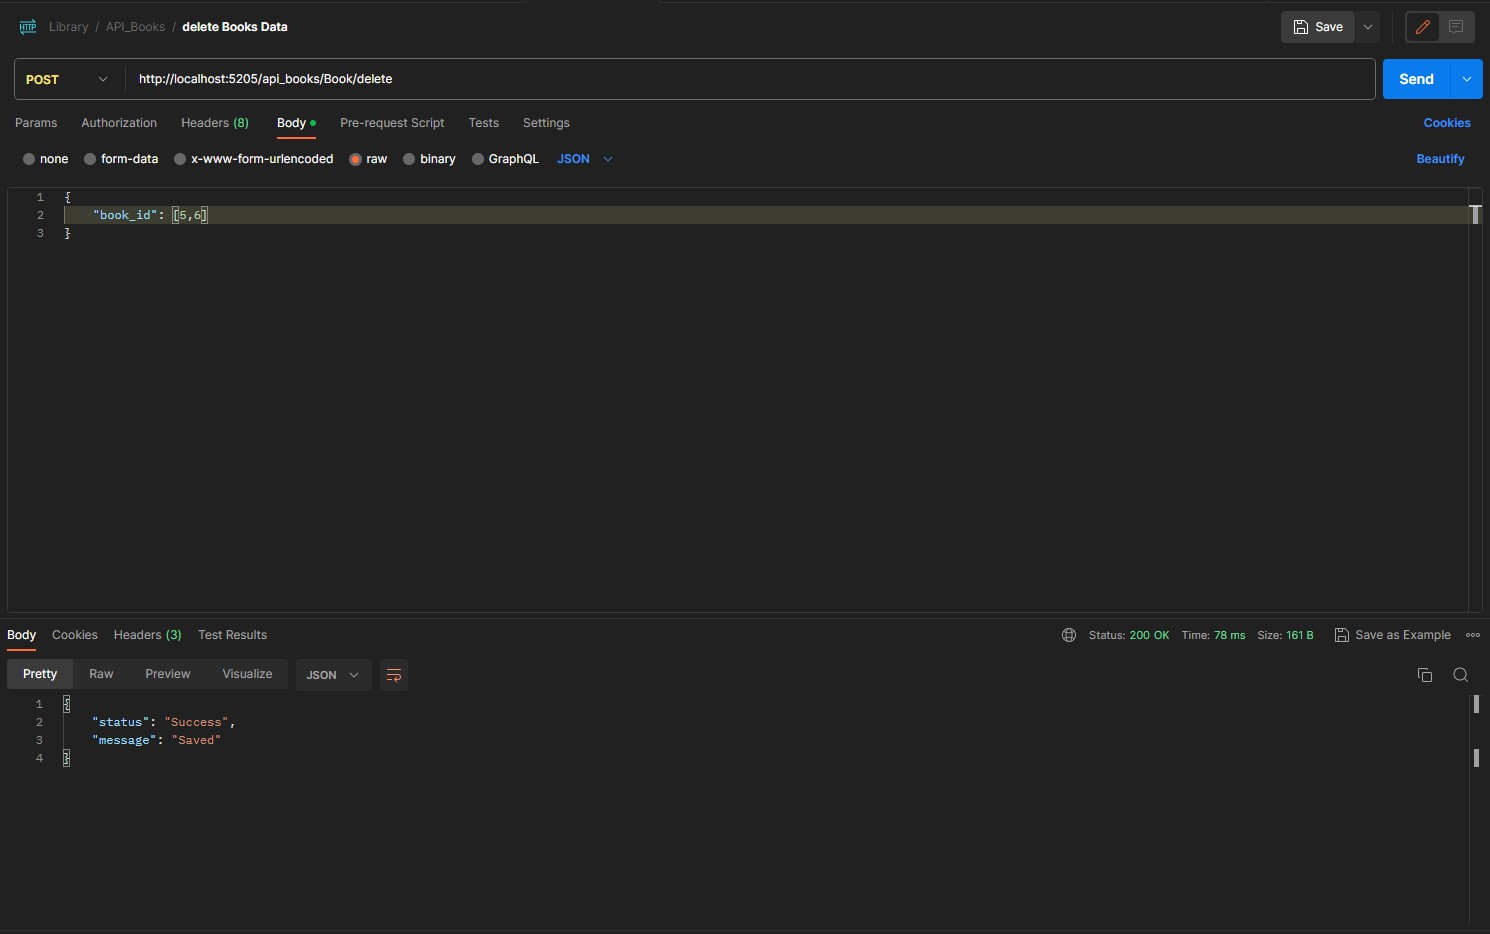 HTTP Library / API_Books / delete Books Data
Save
POST http://localhost:5205/api_books/Book/delete Send
Params Authorization Headers (8) Body Pre-request Script Tests Settings Cookies
none form-data x-www-form-urlencoded raw binary GraphQL JSON Beautify
1 {
2 "book_id": [5,6]
3 }
Body Cookies Headers (3) Test Results Status: 200 OK Time: 78 ms Size: 161 B Save as Example
Pretty Raw Preview Visualize JSON
1 {
2 "status": "Success",
3 "message": "Saved"
4 }